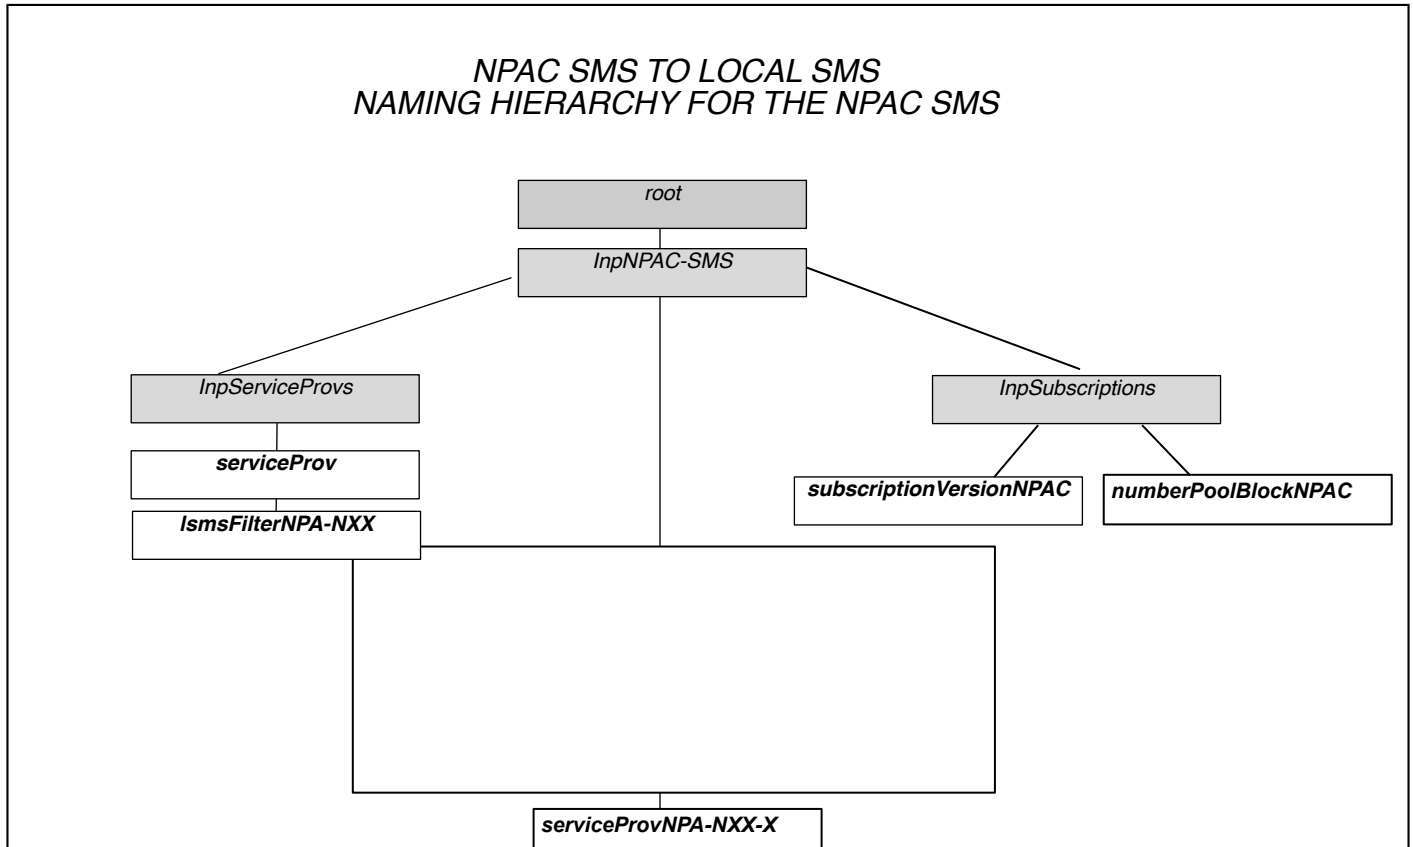 NPAC SMS TO LOCAL SMS
NAMING HIERARCHY FOR THE NPAC SMS
root
lnpNPAC-SMS
lnpServiceProvs
lnpSubscriptions
serviceProv
subscriptionVersionNPAC
numberPoolBlockNPAC
lsmsFilterNPA-NXX
serviceProvNPA-NXX-X